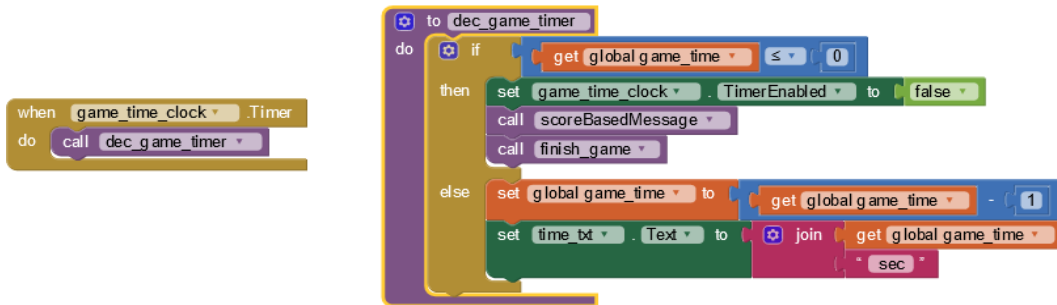 when game_time_clock .Timer
do call dec_game_timer
to dec_game_timer
do if get global game_time ≤ 0
then set game_time_clock . TimerEnabled to false
call scoreBasedMessage
call finish_game
else set global game_time to get global game_time - 1
set time_txt . Text to join get global game_time
" sec "